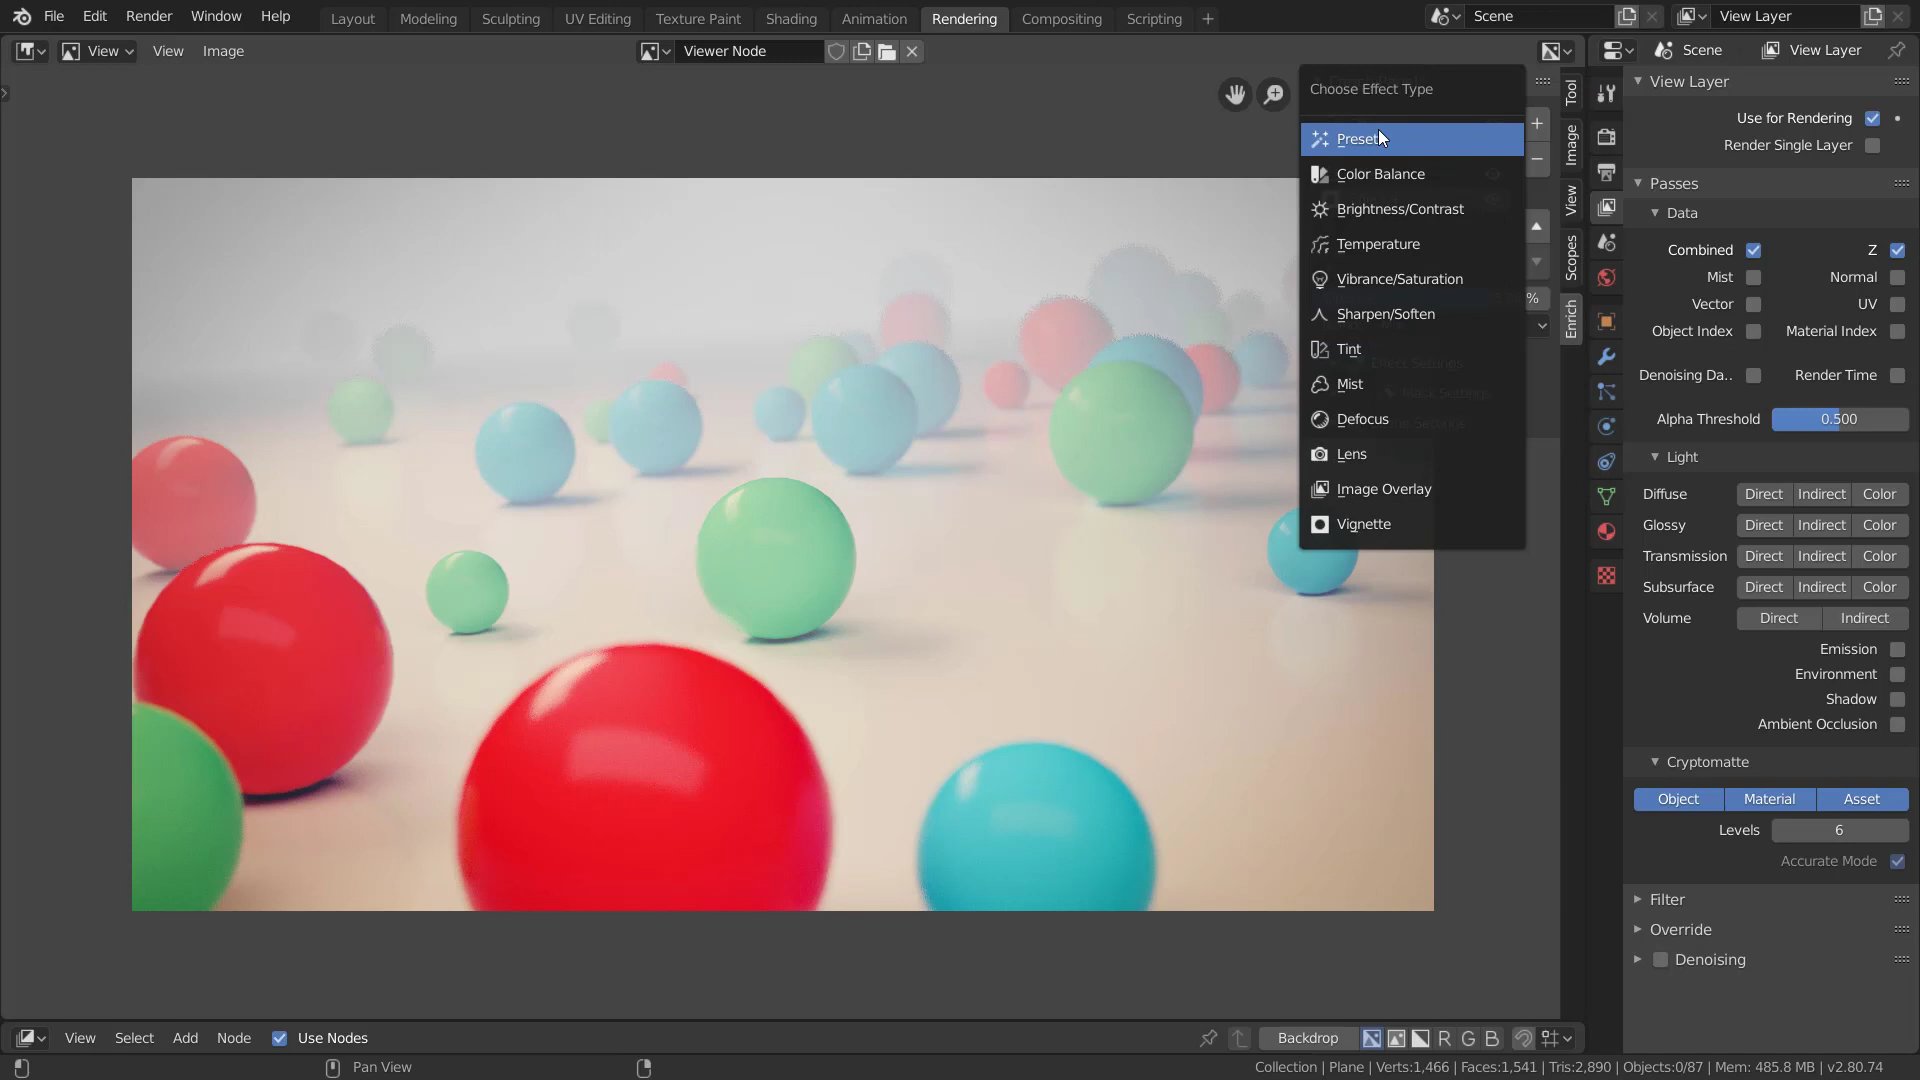 File Edit Render Window Help Layout Modeling Sculpting UV Editing Texture Paint Shading Animation Rendering Compositing Scripting + Scene View Layer
View View Image Viewer Node Scene View Layer
Choose Effect Type
Preset
Color Balance
Brightness/Contrast
Temperature
Vibrance/Saturation
Sharpen/Soften
Tint
Mist
Defocus
Lens
Image Overlay
Vignette
%
Effect Settings
Tool
Image
View
Scopes
Enrich
View Layer
Use for Rendering
Render Single Layer
Passes
Data
Combined Z
Mist Normal
Vector UV
Object Index Material Index
Denoising Da.. Render Time
Alpha Threshold 0.500
Light
Diffuse Direct Indirect Color
Glossy Direct Indirect Color
Transmission Direct Indirect Color
Subsurface Direct Indirect Color
Volume Direct Indirect
Emission
Environment
Shadow
Ambient Occlusion
Cryptomatte
Object Material Asset
Levels 6
Accurate Mode
Filter
Override
Denoising
View Select Add Node Use Nodes Backdrop R G B
Pan View Collection | Plane | Verts:1,466 | Faces:1,541 | Tris:2,890 | Objects:0/87 | Mem: 485.8 MB | v2.80.74